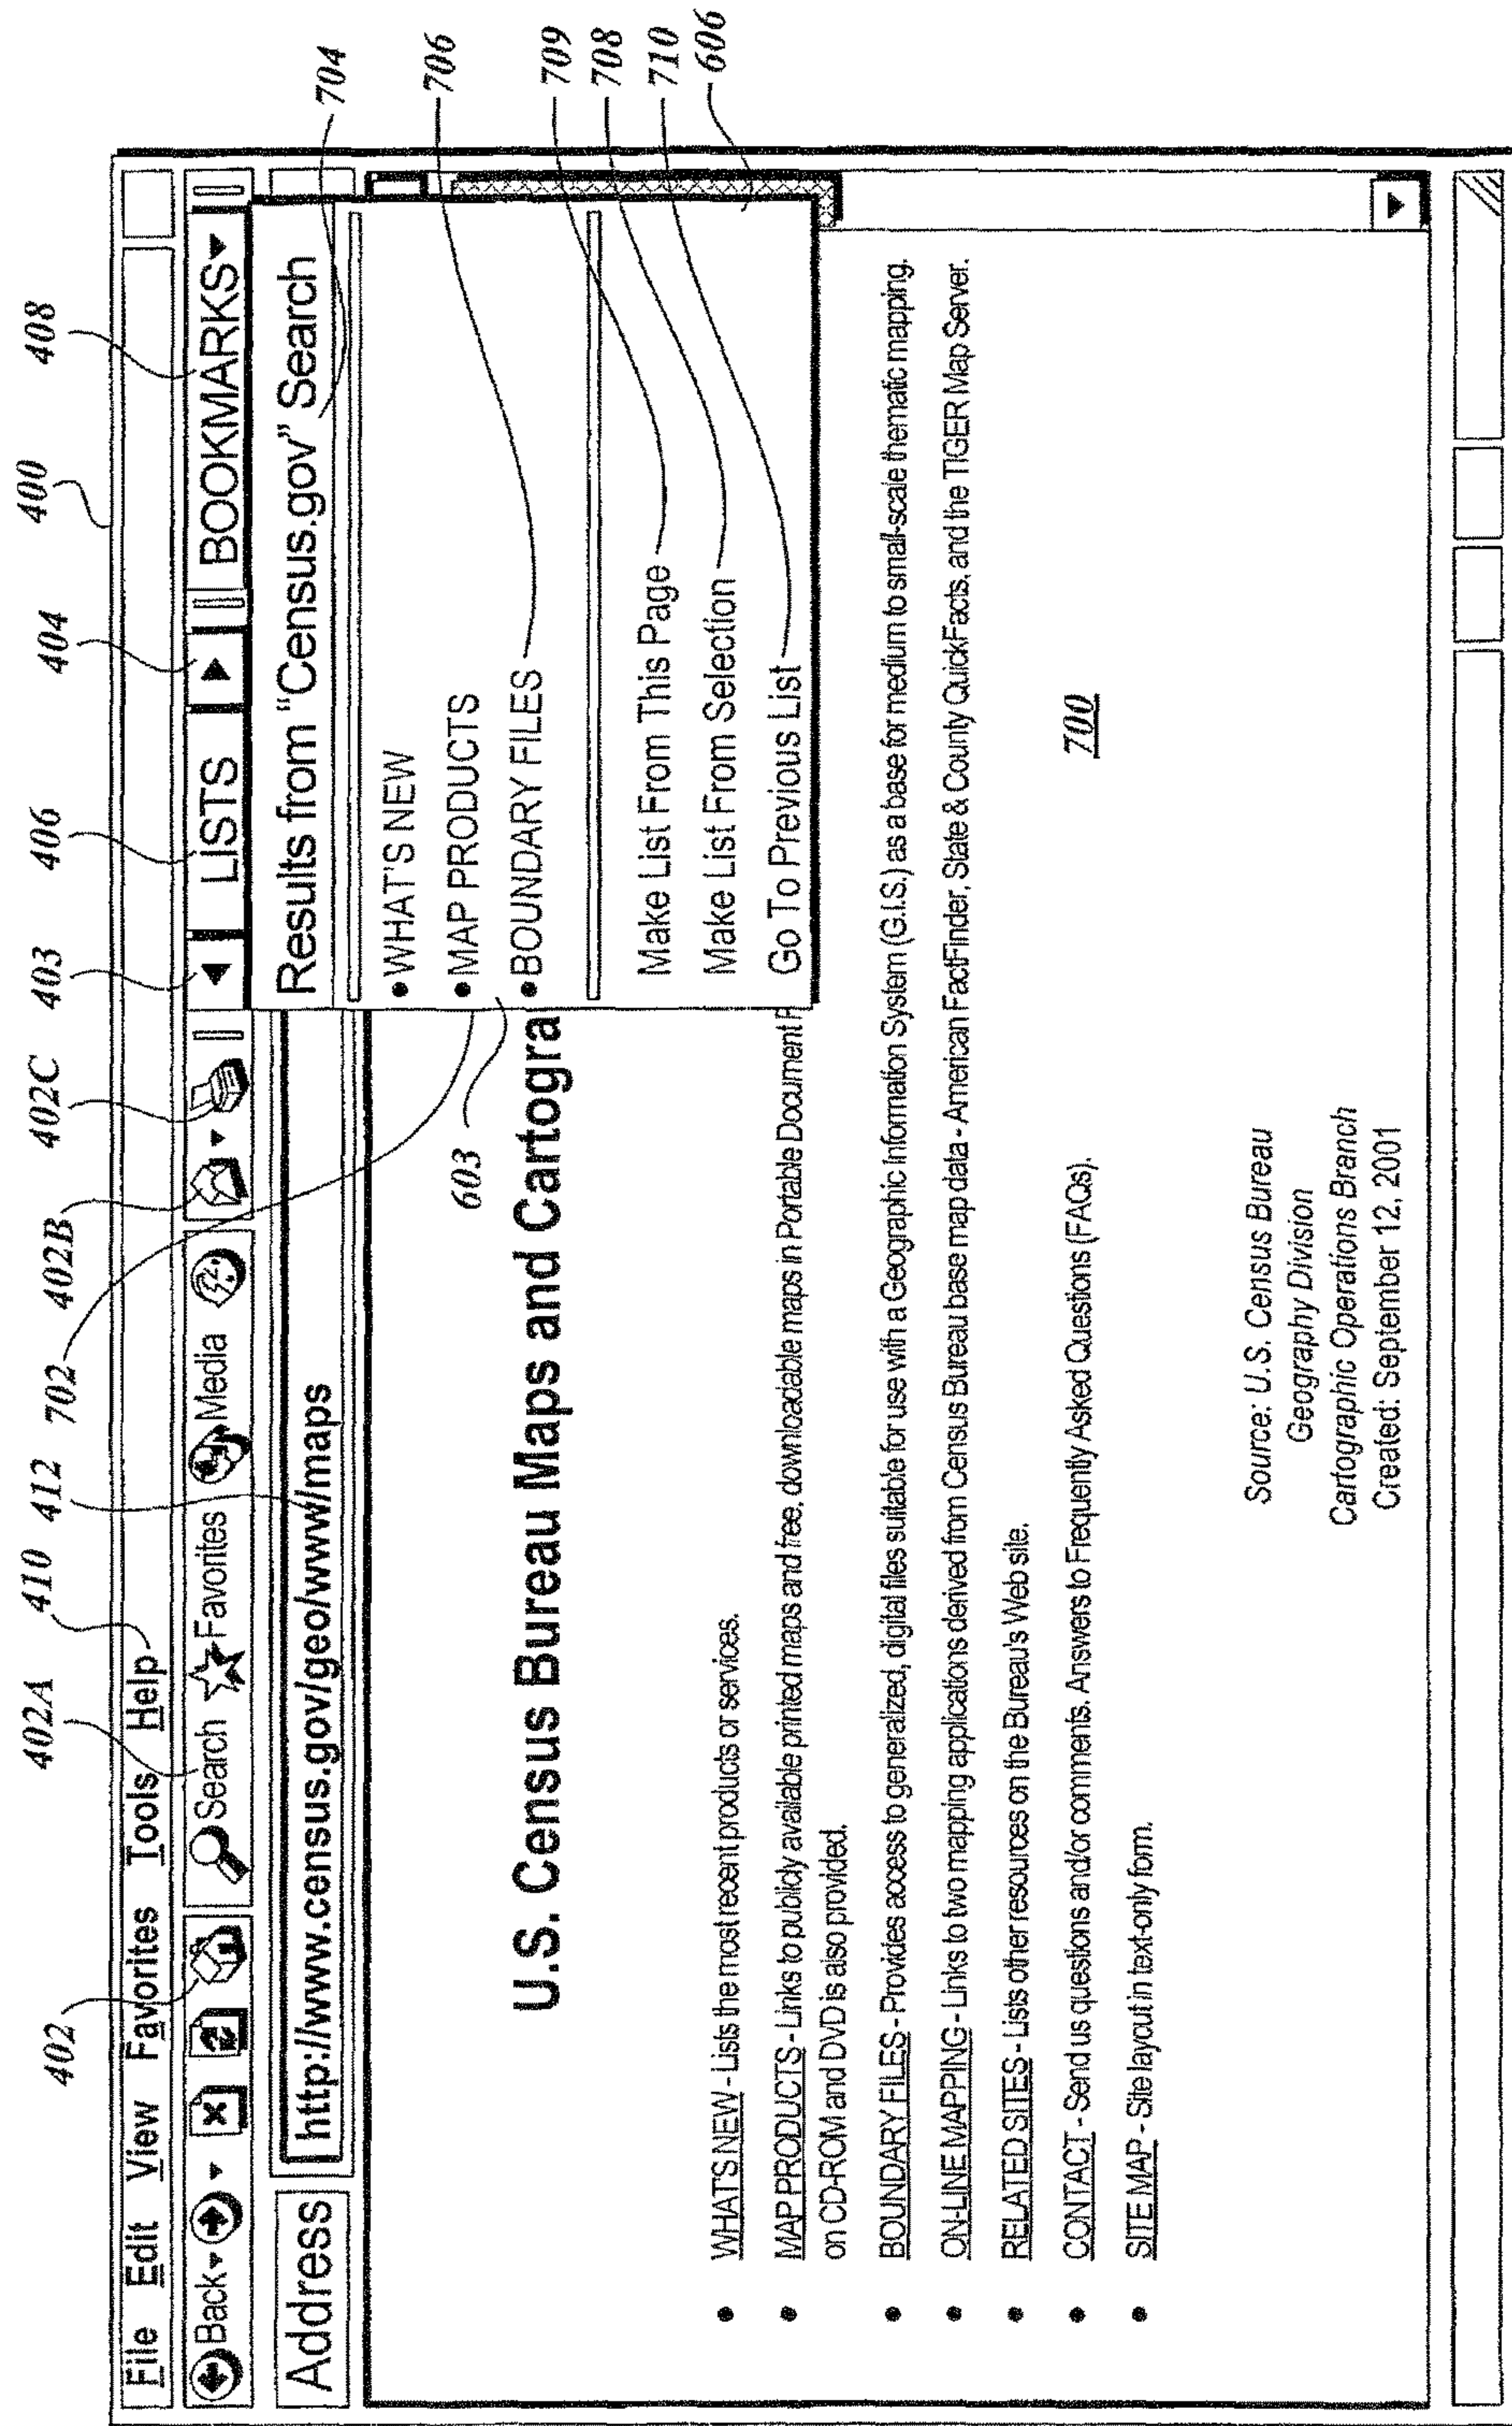 402 402A 410 412 702 402B 402C 403 406 404 400 408
File Edit View Favorites Tools Help
Back Search Favorites Media LISTS BOOKMARKS
Address http://www.census.gov/geo/www/maps
Results from "Census.gov" Search
704
• WHAT'S NEW
• MAP PRODUCTS
• BOUNDARY FILES
706
603
Make List From This Page
709
Make List From Selection
708
Go To Previous List
710
606
U.S. Census Bureau Maps and Cartogra
• WHAT'S NEW - Lists the most recent products or services.
• MAP PRODUCTS - Links to publicly available printed maps and free, downloadable maps in Portable Document F
on CD-ROM and DVD is also provided.
• BOUNDARY FILES - Provides access to generalized, digital files suitable for use with a Geographic Information System (G.I.S.) as a base for medium to small-scale thematic mapping.
• ON-LINE MAPPING - Links to two mapping applications derived from Census Bureau base map data - American FactFinder, State & County QuickFacts, and the TIGER Map Server.
• RELATED SITES - Lists other resources on the Bureau's Web site.
• CONTACT - Send us questions and/or comments. Answers to Frequently Asked Questions (FAQs).
• SITE MAP - Site layout in text-only form.
700
Source: U.S. Census Bureau
Geography Division
Cartographic Operations Branch
Created: September 12, 2001